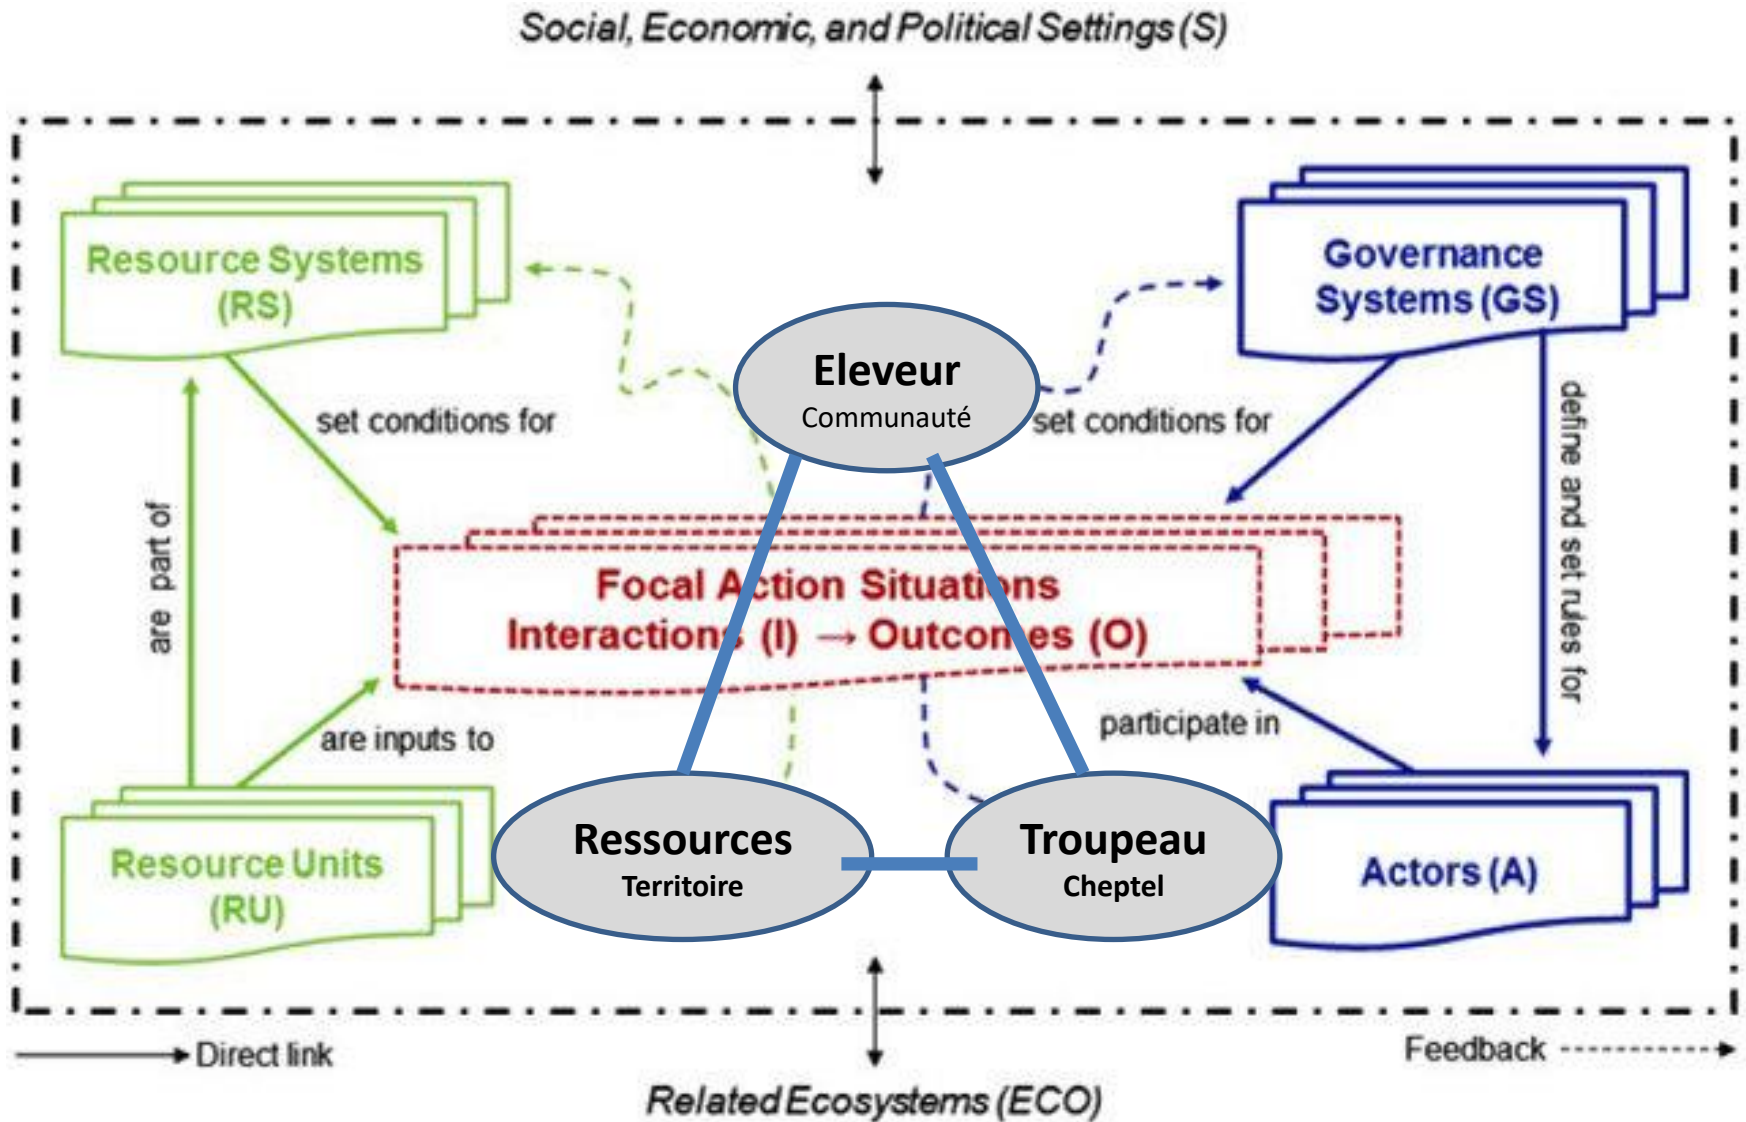 Social, Economic, and Political Settings (S)
Resource Systems
(RS)
Governance
Systems (GS)
Eleveur
Communauté
set conditions for
set conditions for
define and set rules for
are part of
Focal Action Situations
Interactions (I) → Outcomes (O)
are inputs to
participate in
Resource Units
(RU)
Ressources
Territoire
Troupeau
Cheptel
Actors (A)
Direct link
Feedback
Related Ecosystems (ECO)